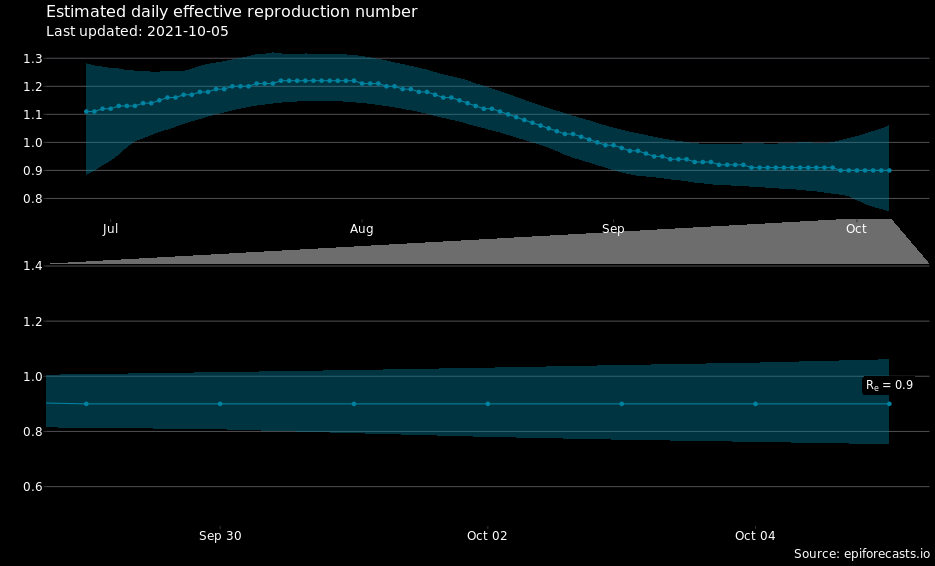 Estimated daily effective reproduction number
Last updated: 2021-10-05
1.3
1.2
1.1
1.0
0.9
0.8
Jul Aug Sep Oct
1.4
1.2
1.0
0.8
0.6
Rₑ = 0.9
Sep 30 Oct 02 Oct 04
Source: epiforecasts.io